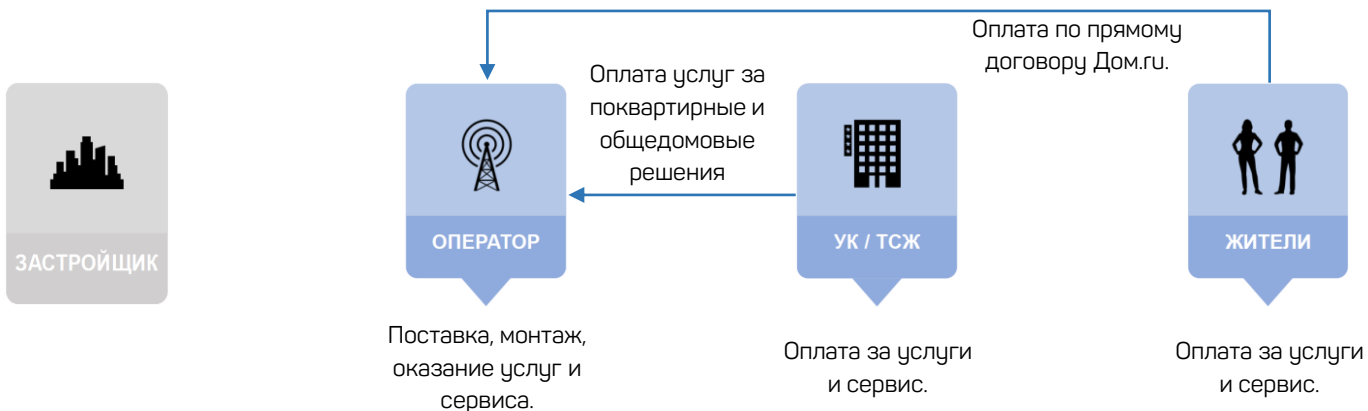 Оплата по прямому
договору Дом.ru.
Оплата услуг за
поквартирные и
общедомовые
решения
ЗАСТРОЙЩИК
ОПЕРАТОР
УК / ТСЖ
ЖИТЕЛИ
Поставка, монтаж,
оказание услуг и
сервиса.
Оплата за услуги
и сервис.
Оплата за услуги
и сервис.